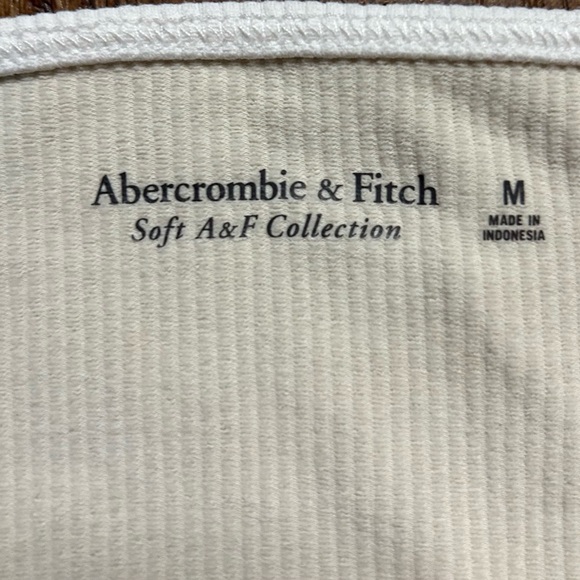 Abercrombie & Fitch
Soft A&F Collection
M
MADE IN
INDONESIA